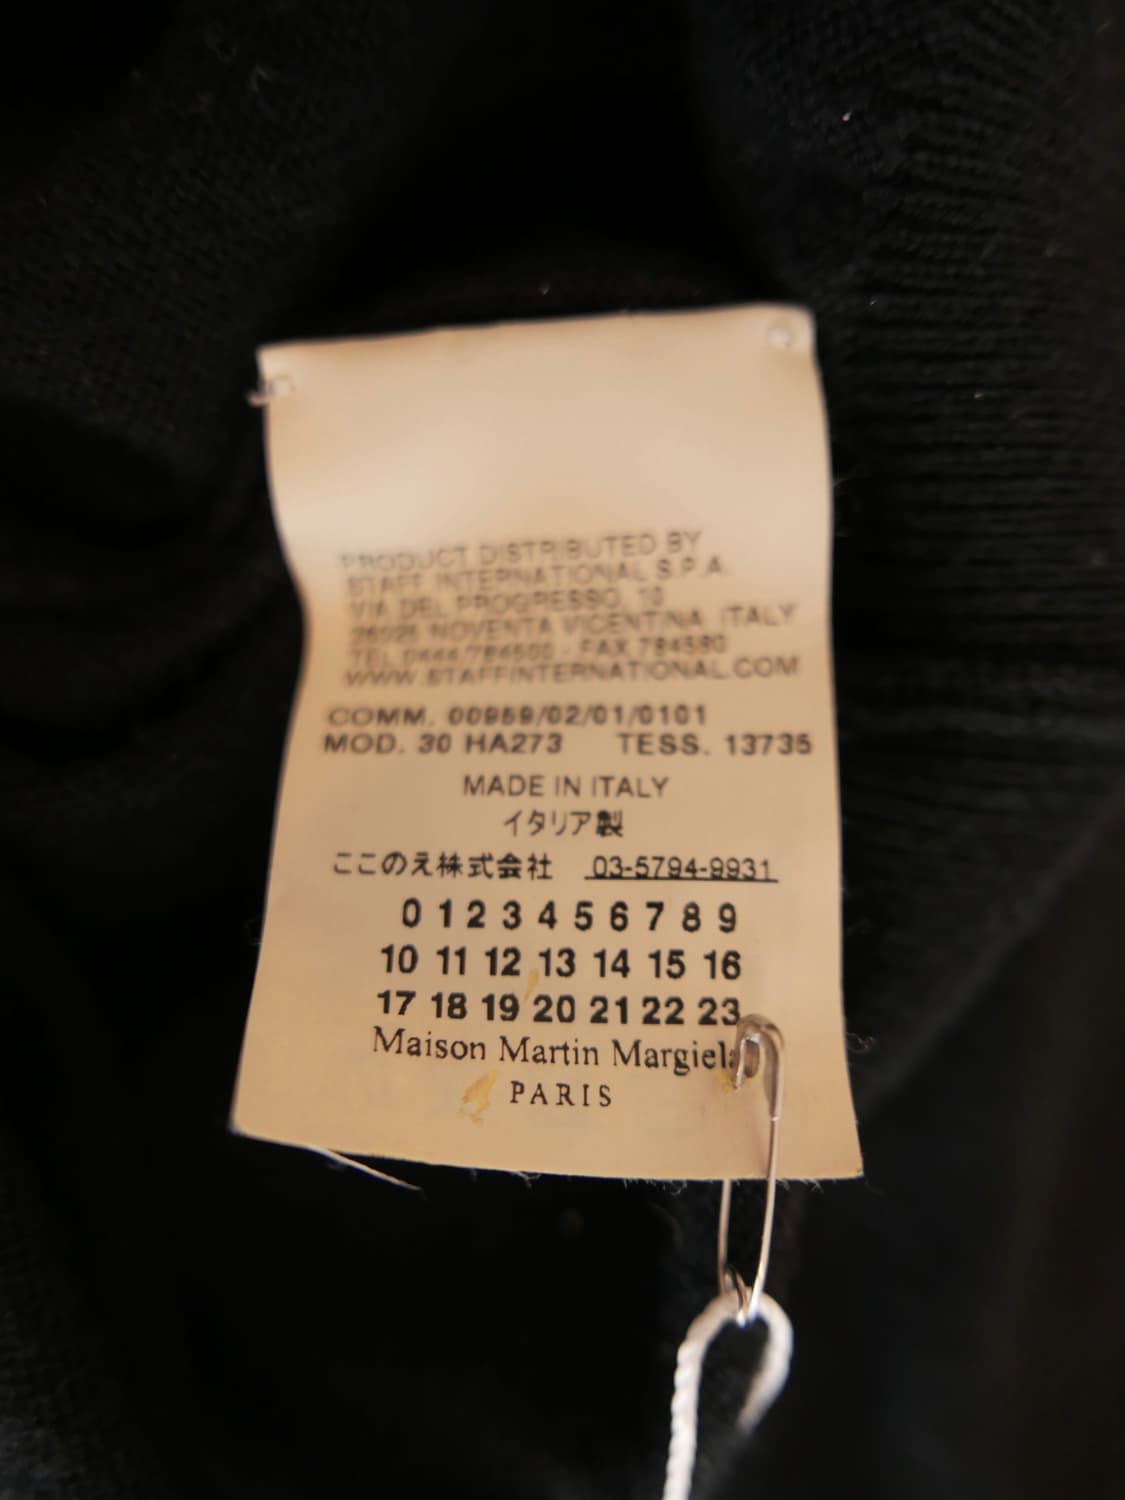 PRODUCT DISTRIBUTED BY
STAFF INTERNATIONAL S.P.A.
VIA DEL PROGRESSO, 10
36025 NOVENTA VICENTINA ITALY
TEL 0444/784500 - FAX 784580
WWW.STAFFINTERNATIONAL.COM
COMM. 00959/02/01/0101
MOD. 30 HA273 TESS. 13735
MADE IN ITALY
イタリア製
ここのえ株式会社 03-5794-9931
0 1 2 3 4 5 6 7 8 9
10 11 12 13 14 15 16
17 18 19 20 21 22 23
Maison Martin Margiela
PARIS